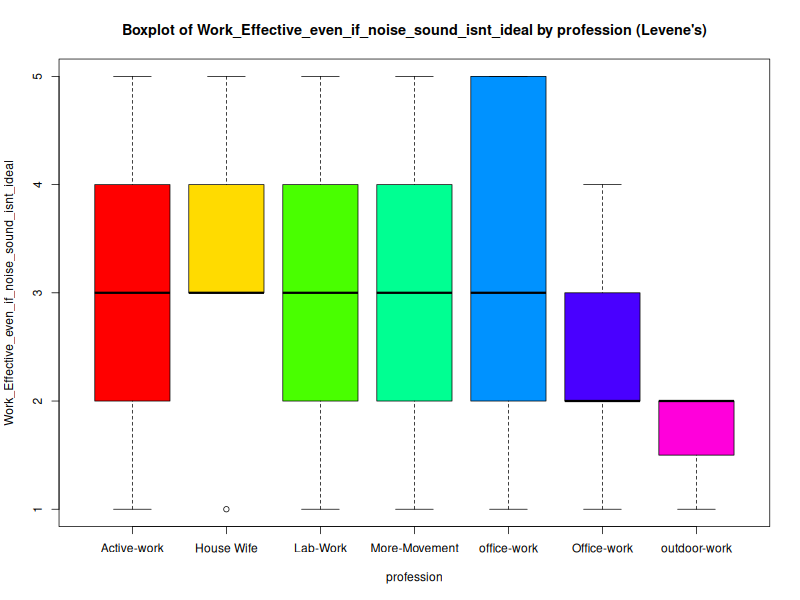 Boxplot of Work_Effective_even_if_noise_sound_isnt_ideal by profession (Levene's)
Work_Effective_even_if_noise_sound_isnt_ideal
5
4
3
2
1
Active-work House Wife Lab-Work More-Movement office-work Office-work outdoor-work
profession